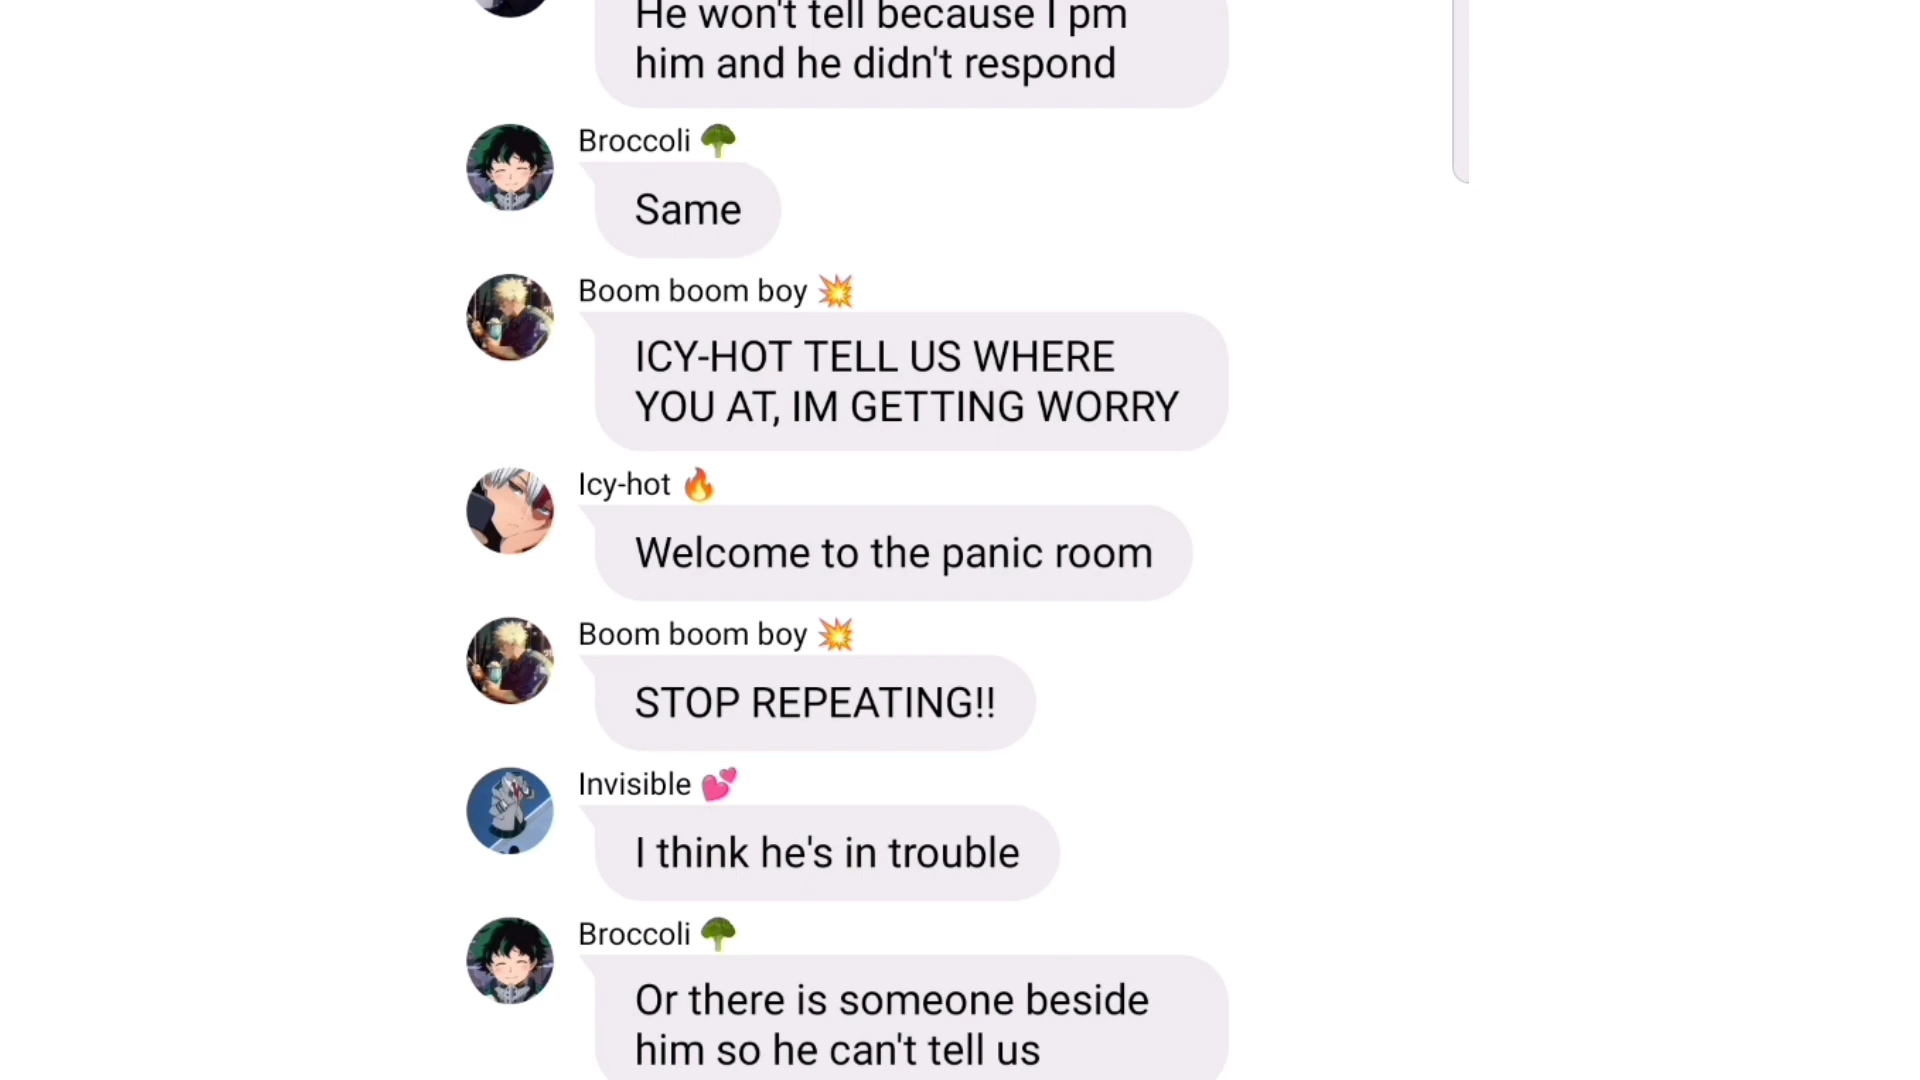 He won't tell because I pm
him and he didn't respond
Broccoli 🥦
Same
Boom boom boy 💥
ICY-HOT TELL US WHERE
YOU AT, IM GETTING WORRY
Icy-hot 🔥
Welcome to the panic room
Boom boom boy 💥
STOP REPEATING!!
Invisible 💕
I think he's in trouble
Broccoli 🥦
Or there is someone beside
him so he can't tell us